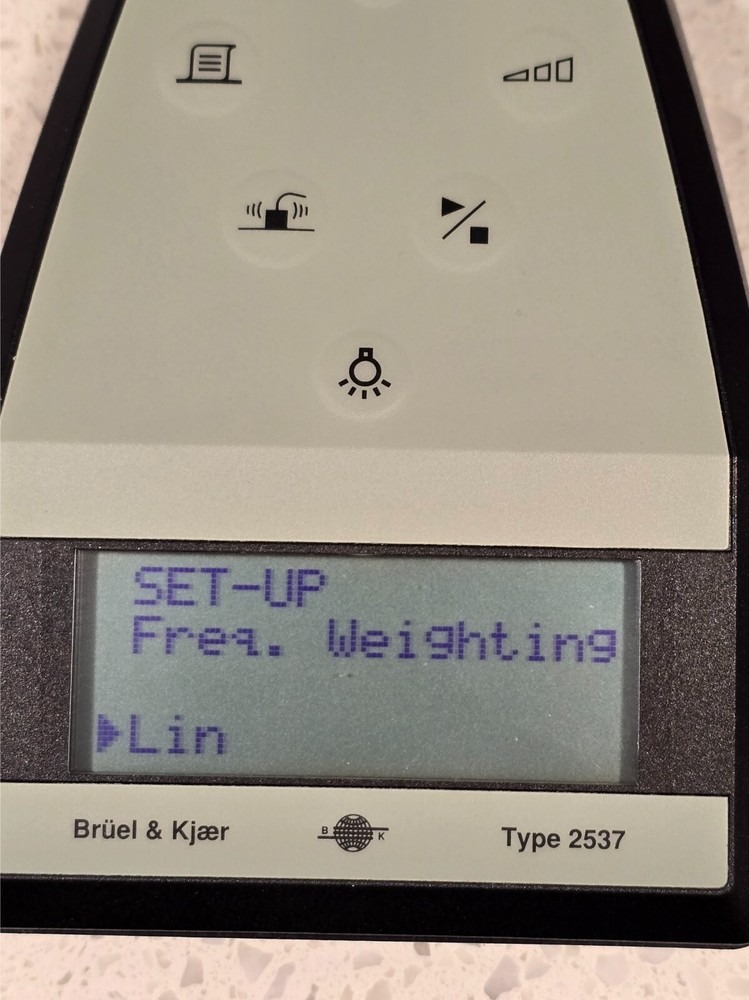 SET-UP
Freq. Weighting
▶Lin
Brüel & Kjær
B K
Type 2537